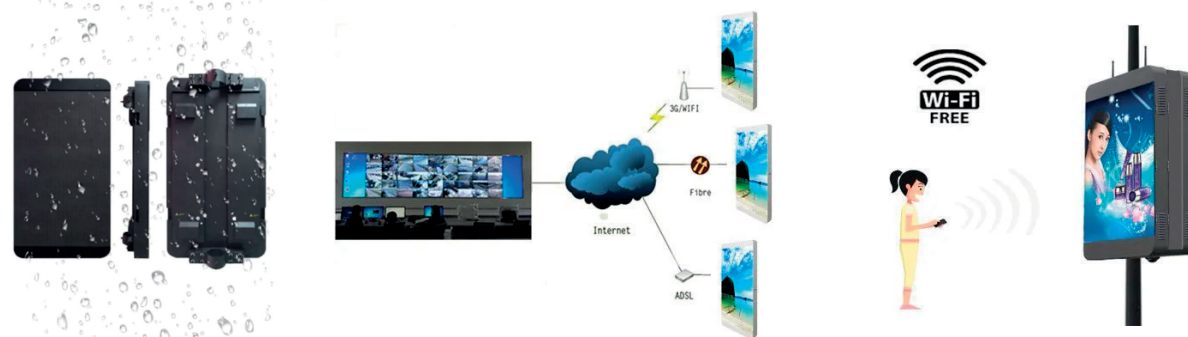 3G/WIFI
Fibre
Internet
ADSL
Wi-Fi
FREE